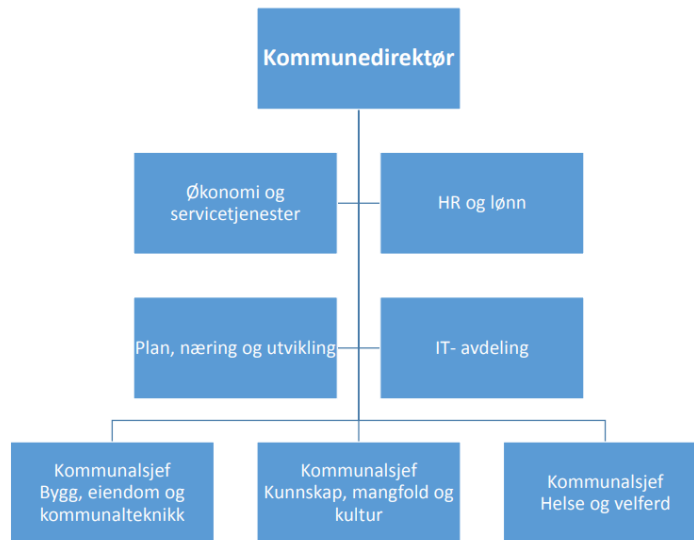 Kommunedirektør
Økonomi og
servicetjenester
HR og lønn
Plan, næring og utvikling
IT- avdeling
Kommunalsjef
Bygg, eiendom og
kommunalteknikk
Kommunalsjef
Kunnskap, mangfold og
kultur
Kommunalsjef
Helse og velferd